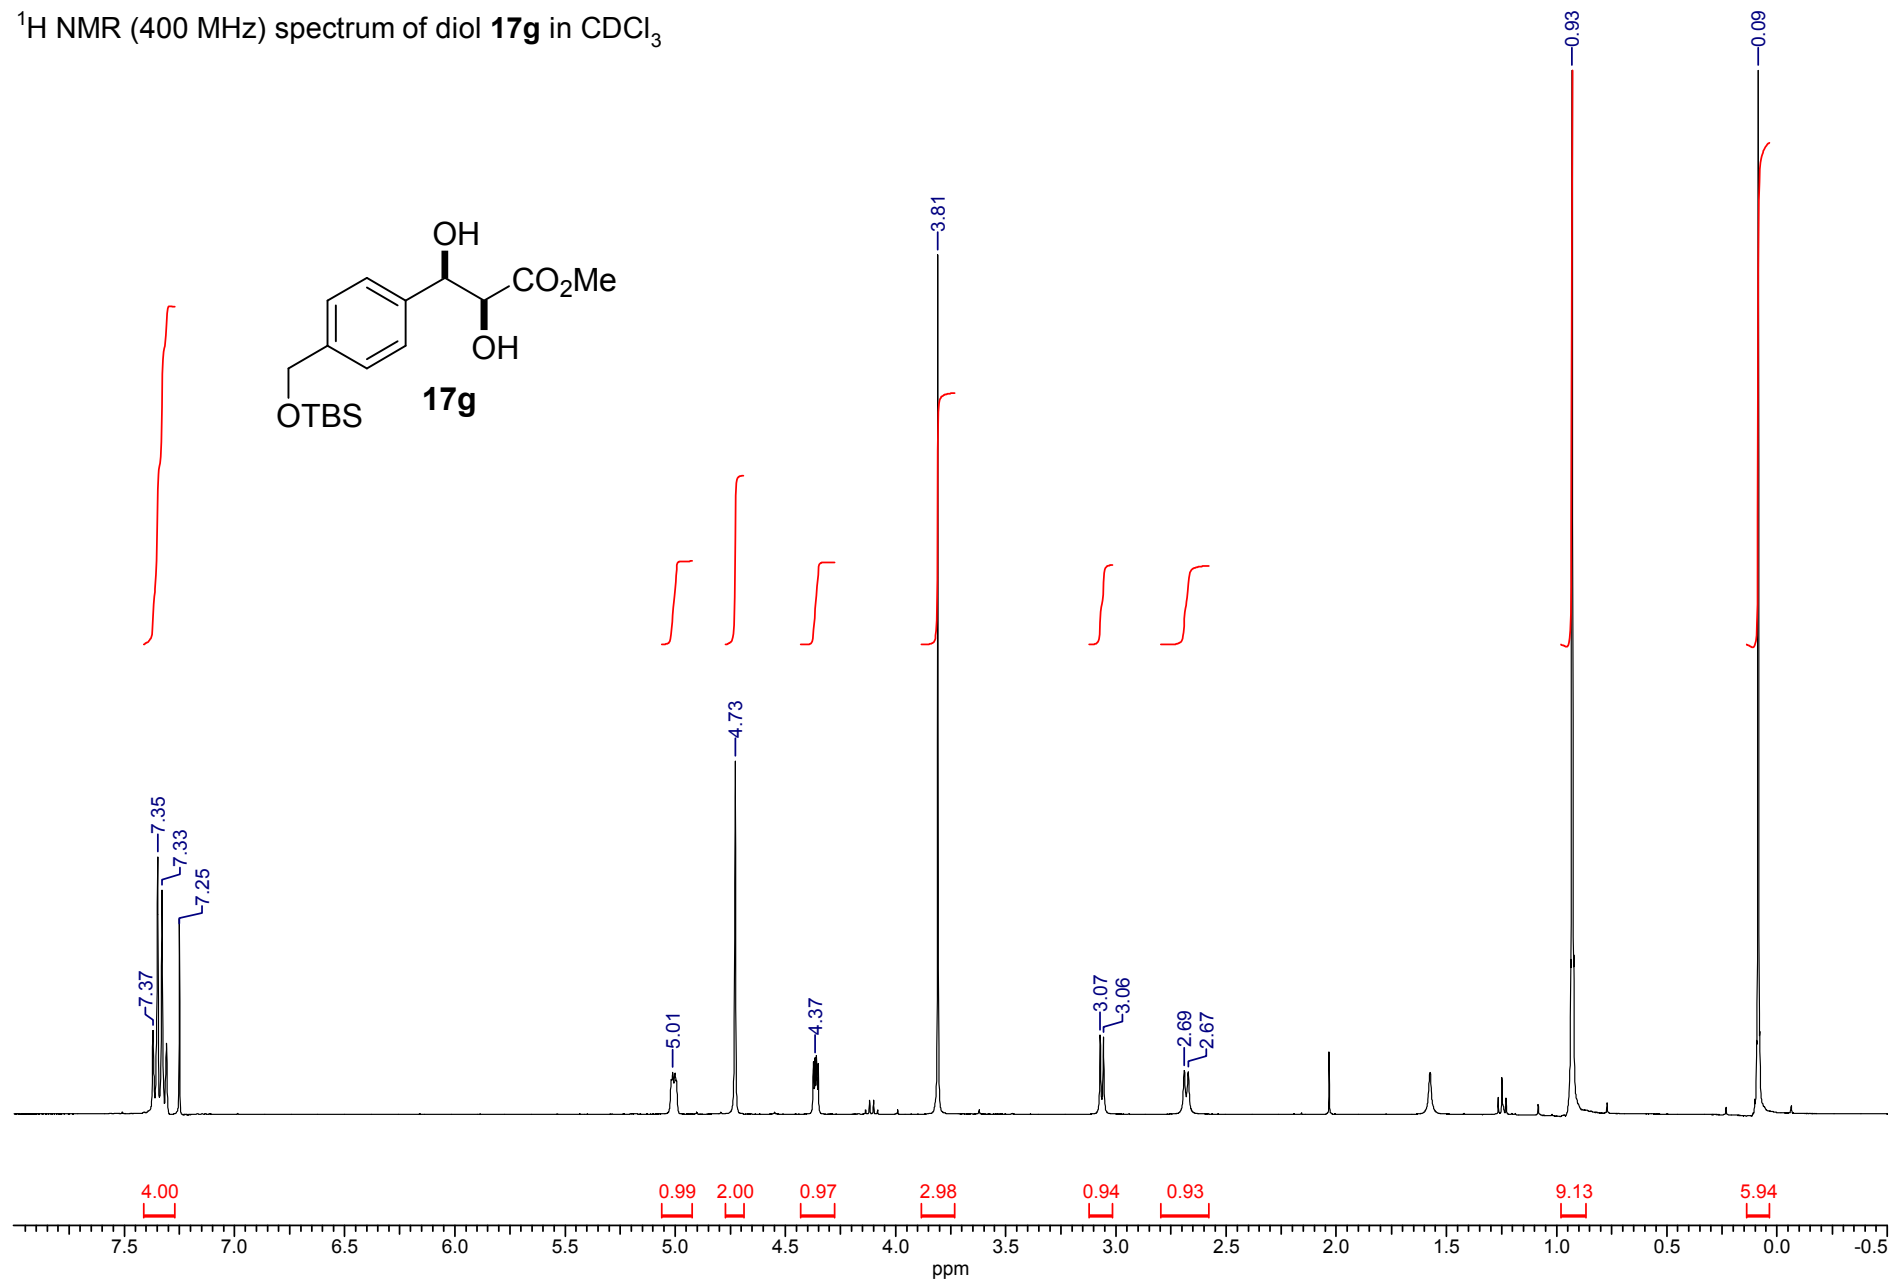 ¹H NMR (400 MHz) spectrum of diol 17g in CDCl₃
0.93
0.09
3.81
OH
CO₂Me
OH
17g
OTBS
4.73
7.35
7.33
7.25
7.37
5.01
4.37
3.07
3.06
2.69
2.67
4.00 0.99 2.00 0.97 2.98 0.94 0.93 9.13 5.94
7.5 7.0 6.5 6.0 5.5 5.0 4.5 4.0 3.5 3.0 2.5 2.0 1.5 1.0 0.5 0.0 -0.5
ppm